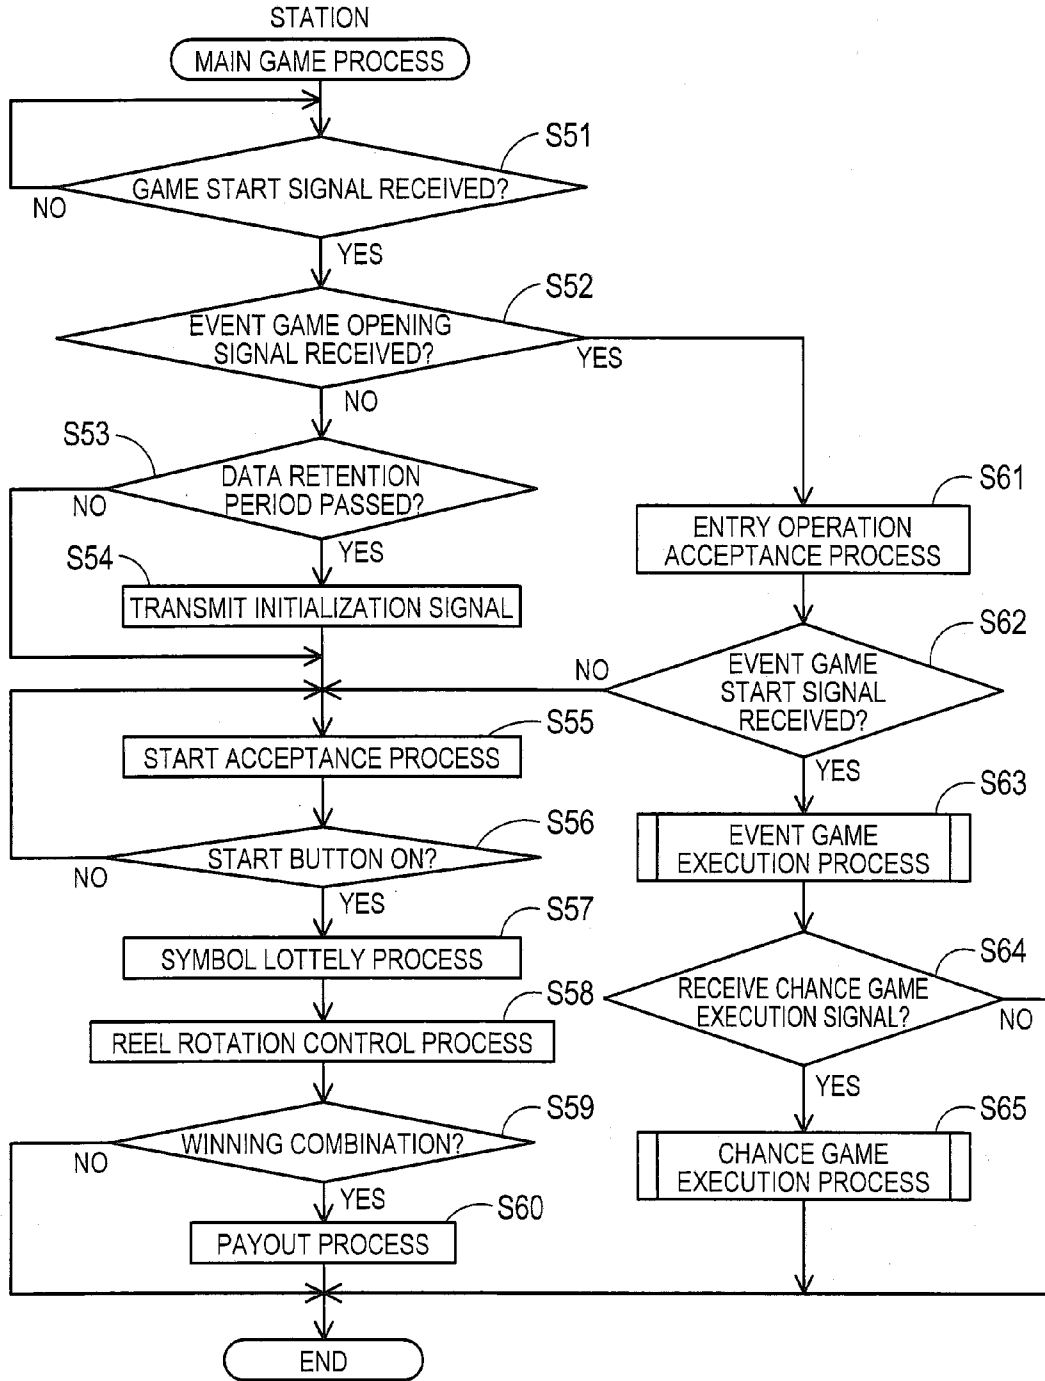 STATION
MAIN GAME PROCESS
S51
GAME START SIGNAL RECEIVED?
NO
YES
S52
EVENT GAME OPENING
SIGNAL RECEIVED?
YES
NO
S53
DATA RETENTION
PERIOD PASSED?
NO
YES
S54
TRANSMIT INITIALIZATION SIGNAL
S55
START ACCEPTANCE PROCESS
S56
START BUTTON ON?
NO
YES
S57
SYMBOL LOTTELY PROCESS
S58
REEL ROTATION CONTROL PROCESS
S59
WINNING COMBINATION?
NO
YES
S60
PAYOUT PROCESS
END
S61
ENTRY OPERATION
ACCEPTANCE PROCESS
S62
EVENT GAME
START SIGNAL
RECEIVED?
NO
YES
S63
EVENT GAME
EXECUTION PROCESS
S64
RECEIVE CHANCE GAME
EXECUTION SIGNAL?
NO
YES
S65
CHANCE GAME
EXECUTION PROCESS